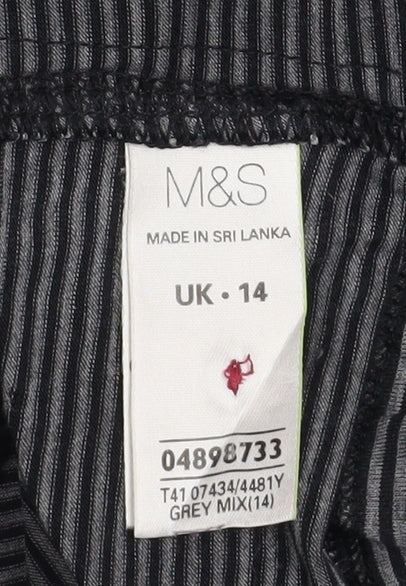 M&S
MADE IN SRI LANKA
UK • 14
04898733
T41 07434/4481Y
GREY MIX(14)